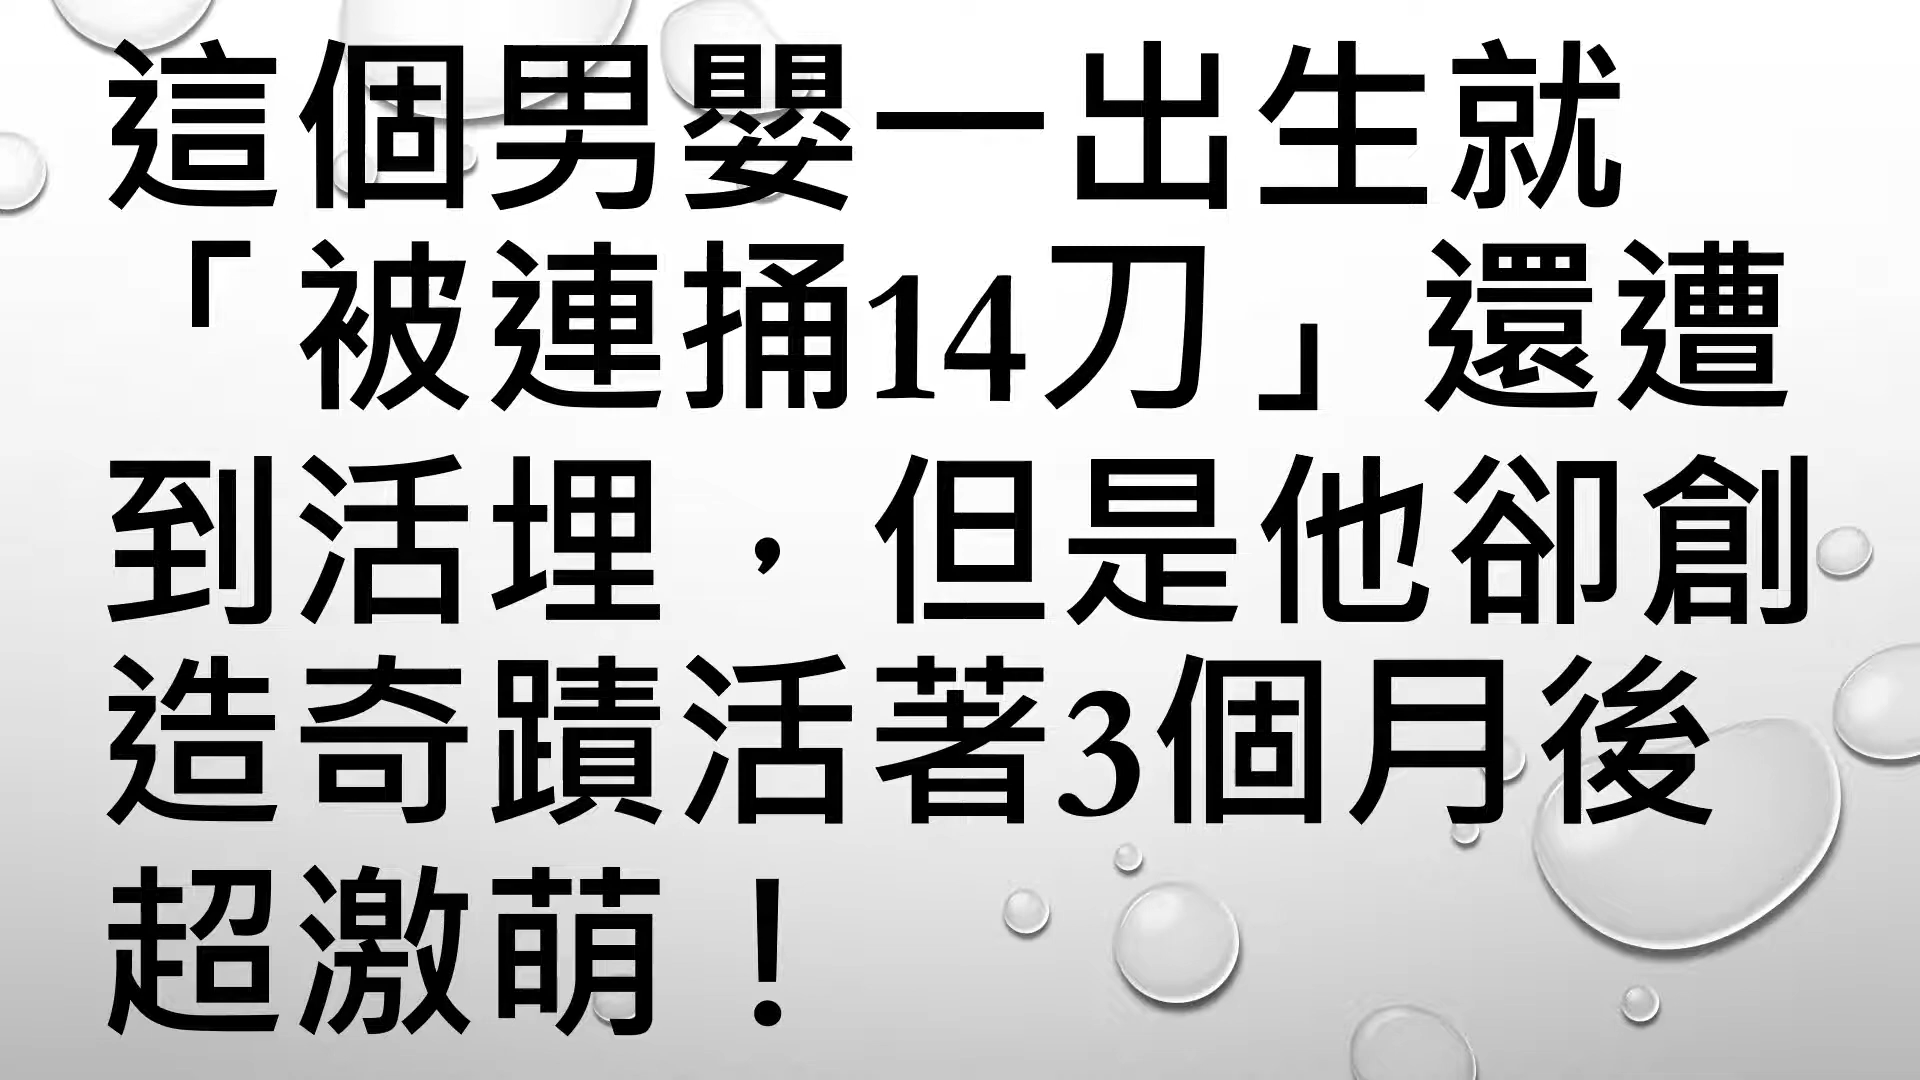 這個男嬰一出生就
「被連捅14刀」還遭
到活埋，但是他卻創
造奇蹟活著3個月後
超激萌！